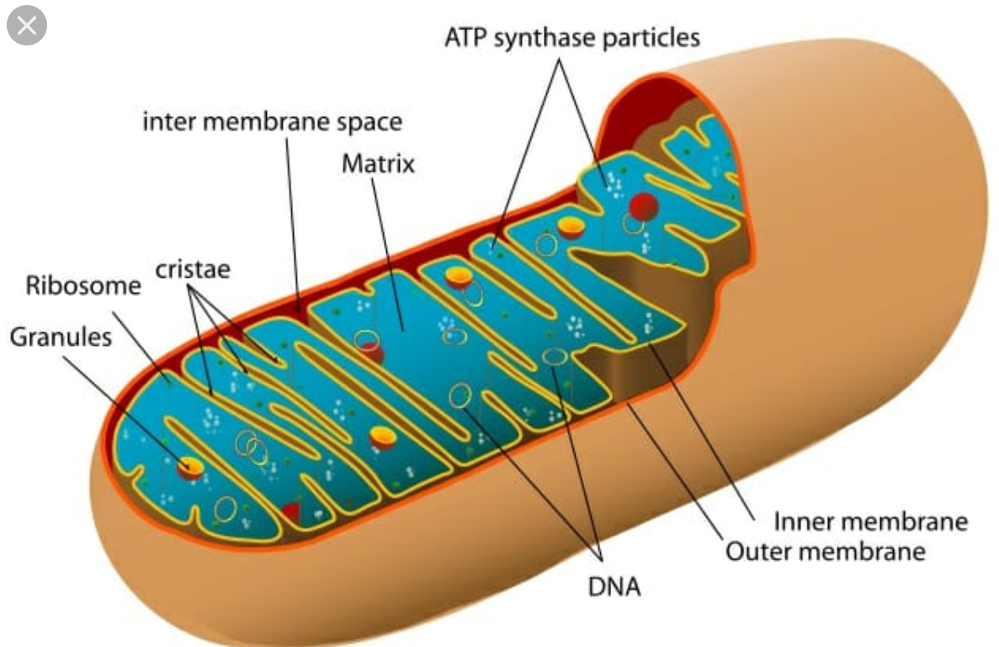 ATP synthase particles
inter membrane space
Matrix
cristae
Ribosome
Granules
Inner membrane
Outer membrane
DNA